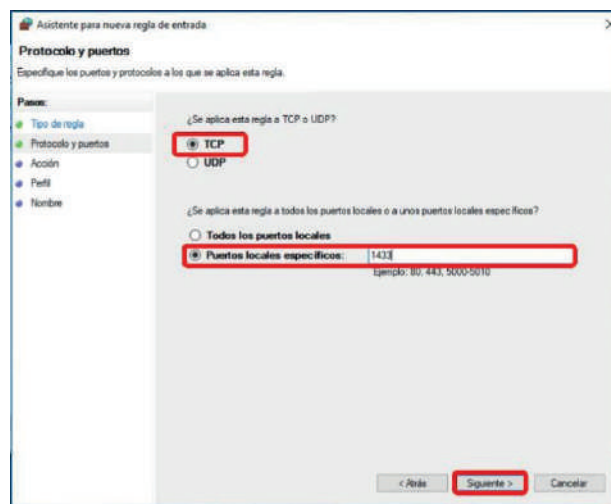 Asistente para nueva regla de entrada
Protocolo y puertos
Especifique los puertos y protocolos a los que se aplica esta regla.
Pasos:
Tipo de regla
Protocolo y puertos
Acción
Perfil
Nombre
¿Se aplica esta regla a TCP o UDP?
TCP
UDP
¿Se aplica esta regla a todos los puertos locales o a unos puertos locales específicos?
Todos los puertos locales
Puertos locales específicos: 1433
Ejemplo: 80, 443, 5000-5010
< Atrás Siguiente > Cancelar